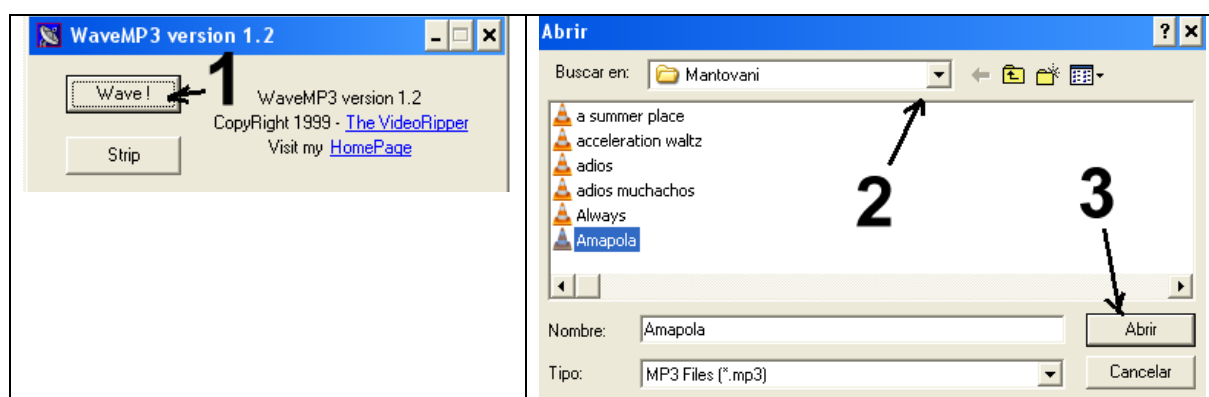 WaveMP3 version 1.2
1
Wave !
WaveMP3 version 1.2
CopyRight 1999 - The VideoRipper
Strip
Visit my HomePage
Abrir
Buscar en: Mantovani
2
a summer place
acceleration waltz
adios
adios muchachos
Always
Amapola
3
Nombre: Amapola
Abrir
Tipo: MP3 Files (*.mp3)
Cancelar